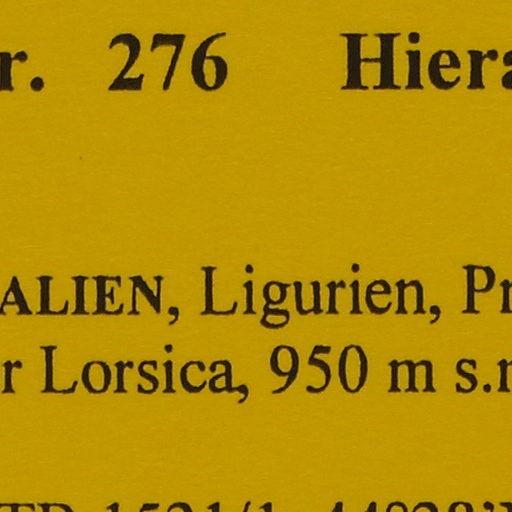 r. 276 Hiera
ALIEN, Ligurien, Pr
r Lorsica, 950 m s.